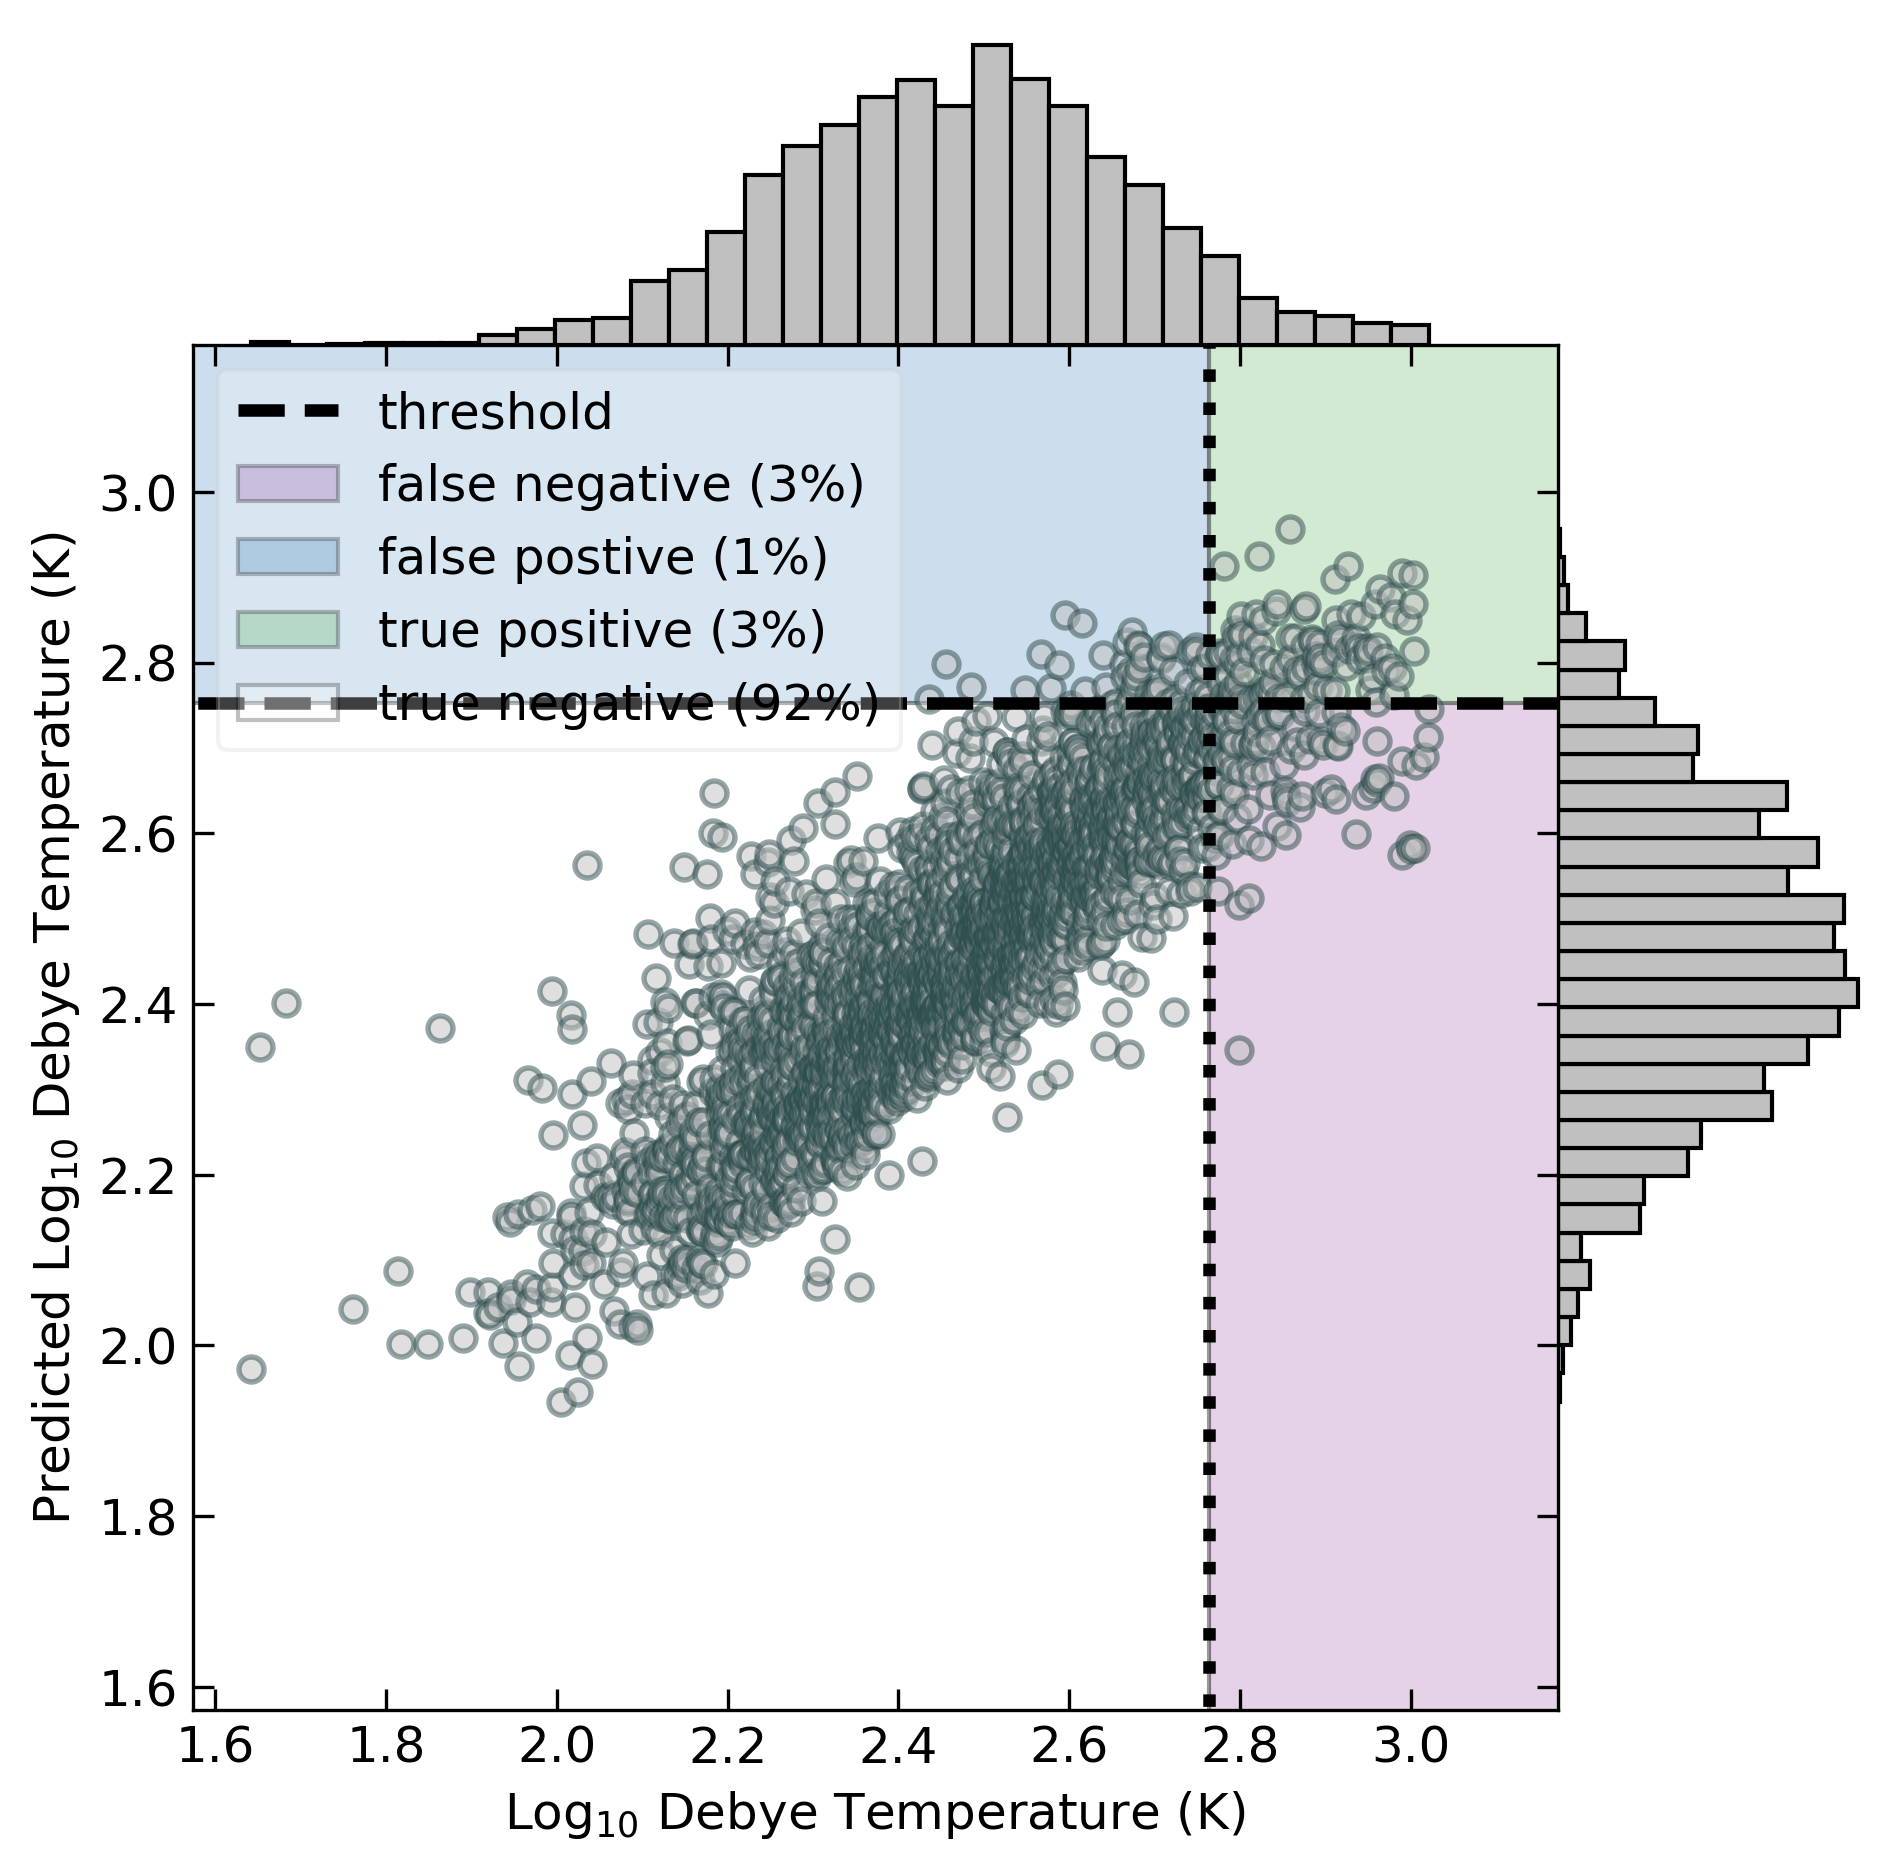 threshold
false negative (3%)
false postive (1%)
true positive (3%)
true negative (92%)
3.0
2.8
2.6
2.4
2.2
2.0
1.8
1.6
Predicted Log₁₀ Debye Temperature (K)
1.6 1.8 2.0 2.2 2.4 2.6 2.8 3.0
Log₁₀ Debye Temperature (K)